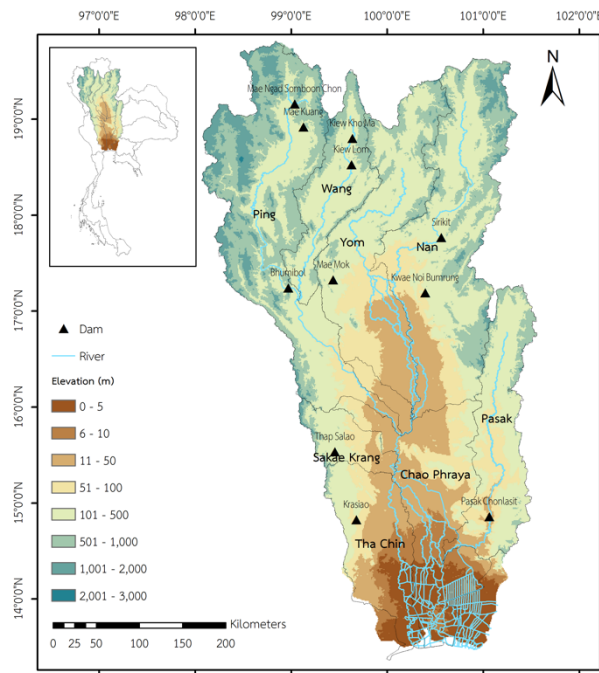 97°0'0"E 98°0'0"E 99°0'0"E 100°0'0"E 101°0'0"E 102°0'0"E
19°0'0"N
18°0'0"N
17°0'0"N
16°0'0"N
15°0'0"N
14°0'0"N
N
Mae Ngad Somboon Chon
Mae Kuang
Kiew Kho Ma
Kiew Lom
Wang
Ping
Sirikit
Yom
Nan
Mae Mok
Bhumibol
Kwae Noi Bumrung
Pasak
Thap Salao
Sakae Krang
Chao Phraya
Krasiao
Pasak Chonlasit
Tha Chin
Dam
River
Elevation (m)
0 - 5
6 - 10
11 - 50
51 - 100
101 - 500
501 - 1,000
1,001 - 2,000
2,001 - 3,000
Kilometers
0 25 50 100 150 200